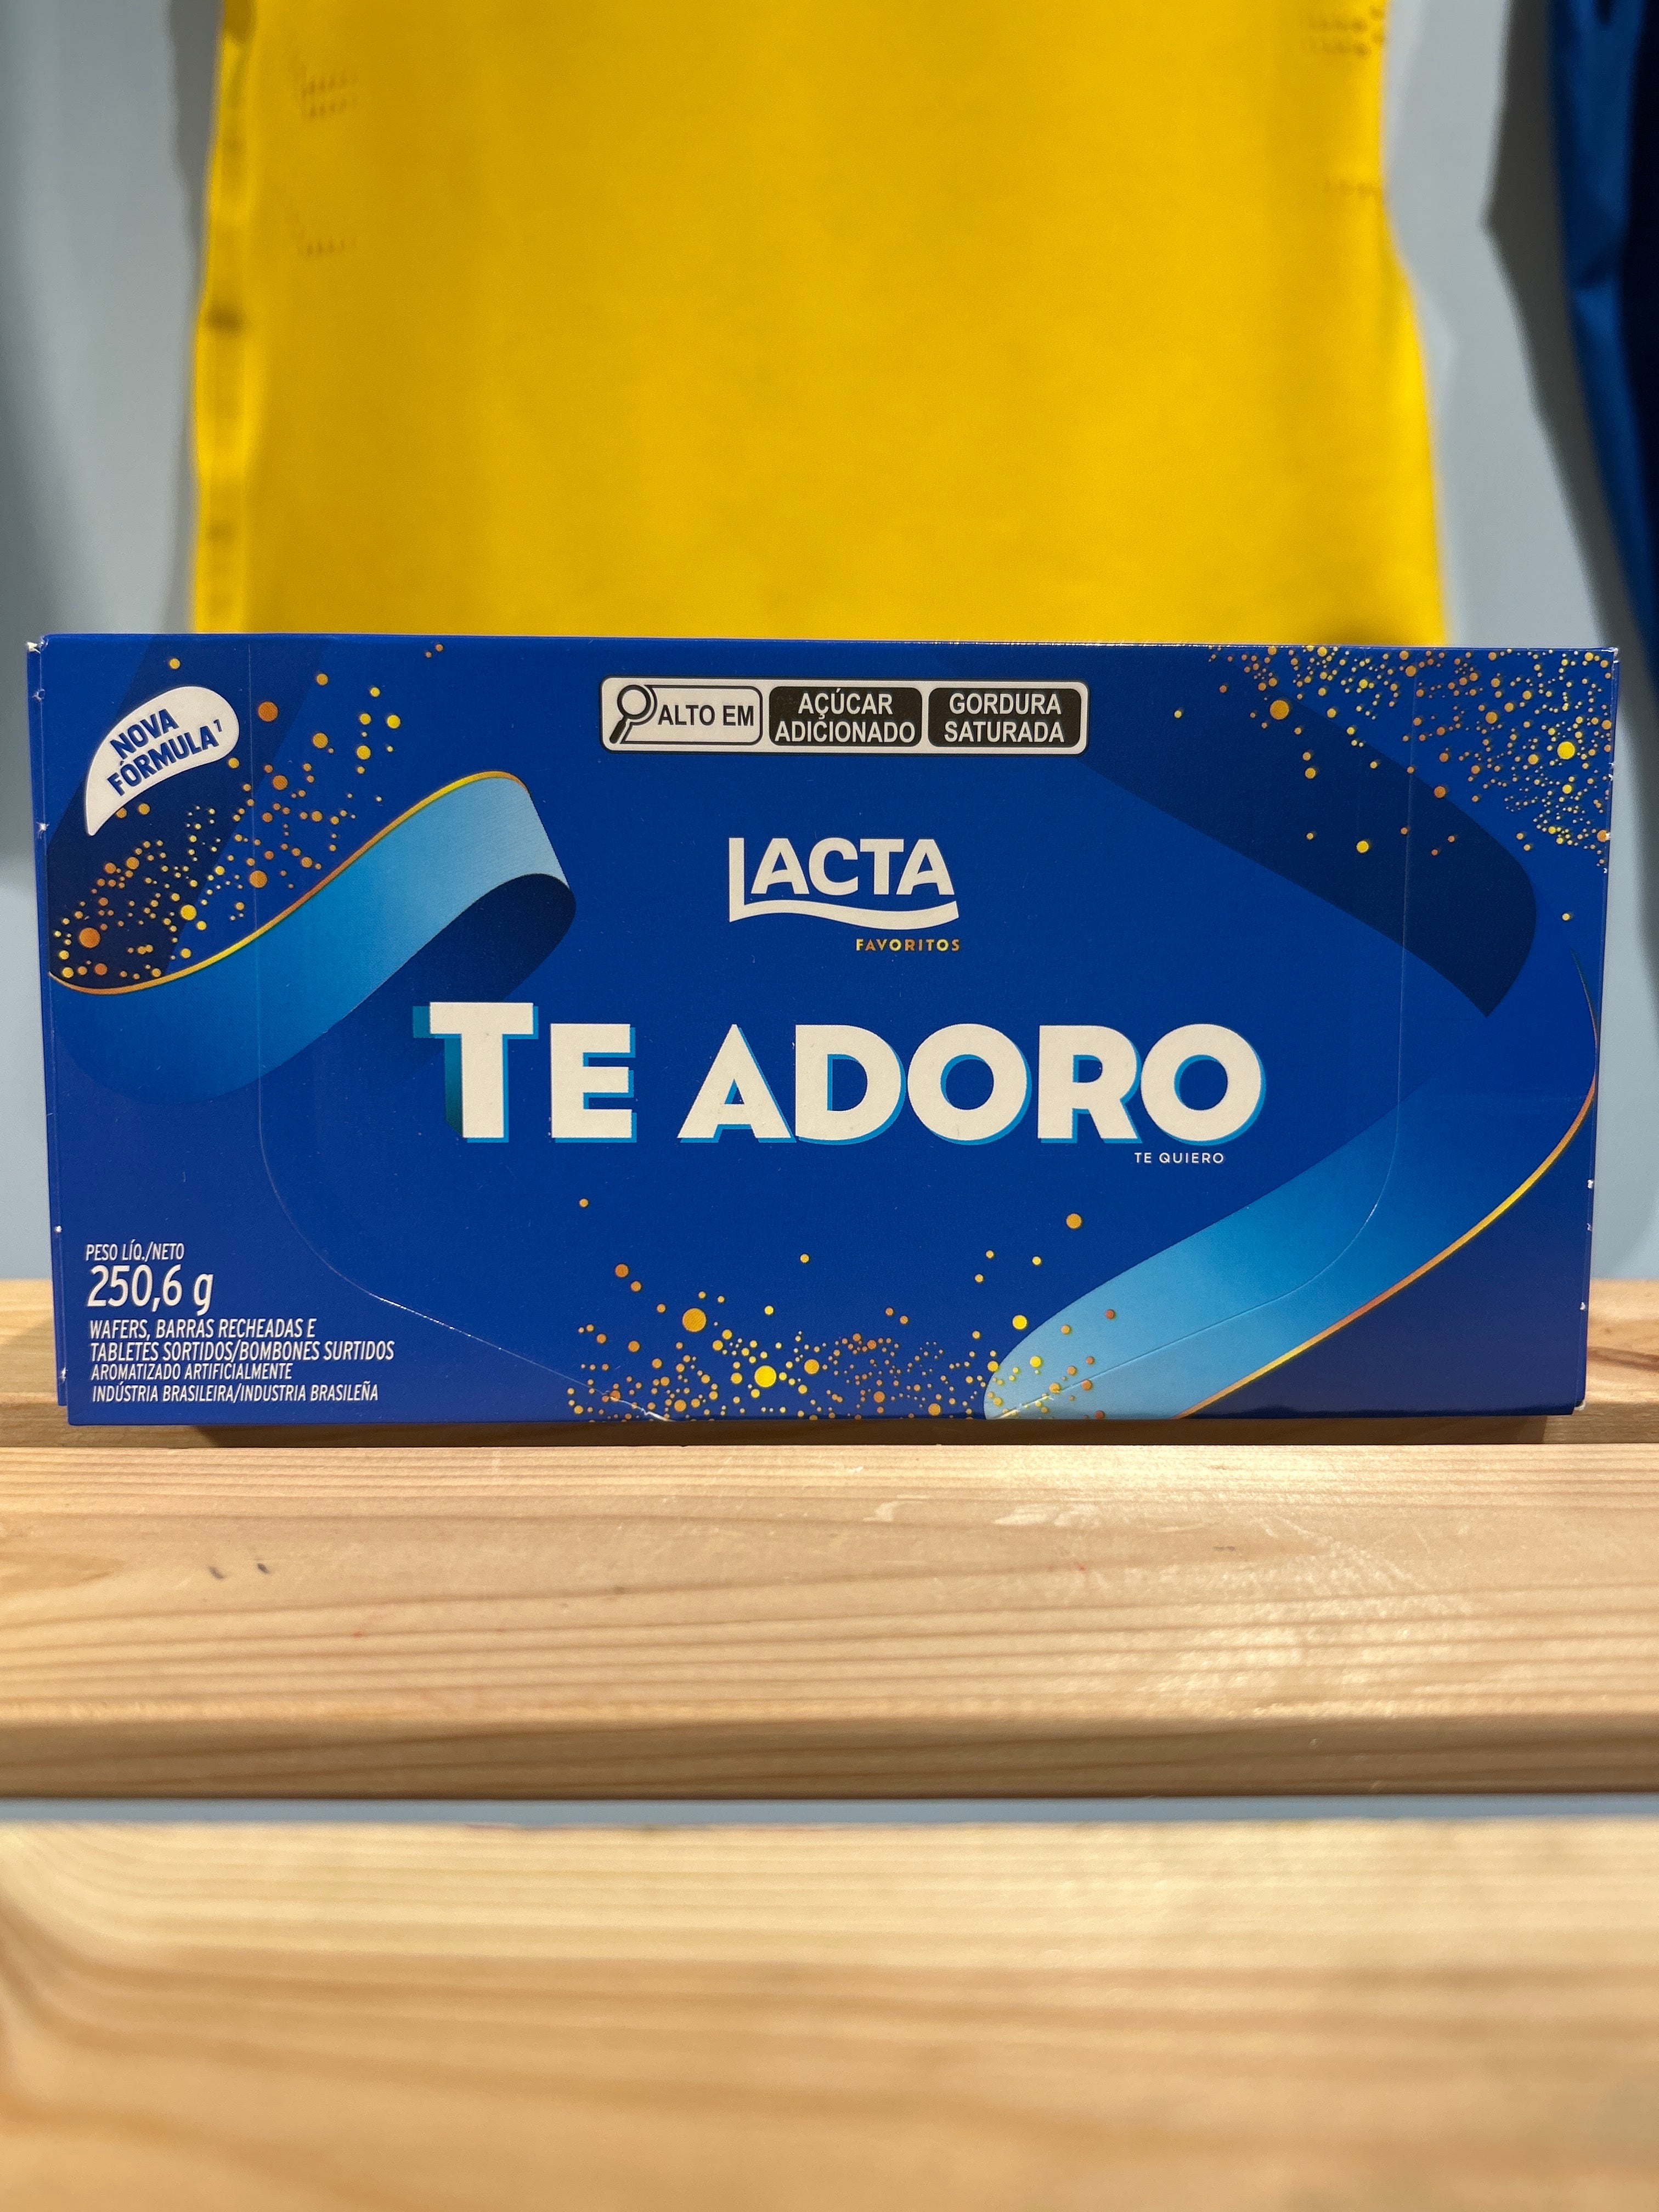 NOVA
FÓRMULA¹
ALTO EM
AÇÚCAR
ADICIONADO
GORDURA
SATURADA
LACTA
FAVORITOS
TE ADORO
TE QUIERO
PESO LÍQ./NETO
250,6 g
WAFERS, BARRAS RECHEADAS E
TABLETES SORTIDOS/BOMBONES SURTIDOS
AROMATIZADO ARTIFICIALMENTE
INDÚSTRIA BRASILEIRA/INDUSTRIA BRASILEÑA